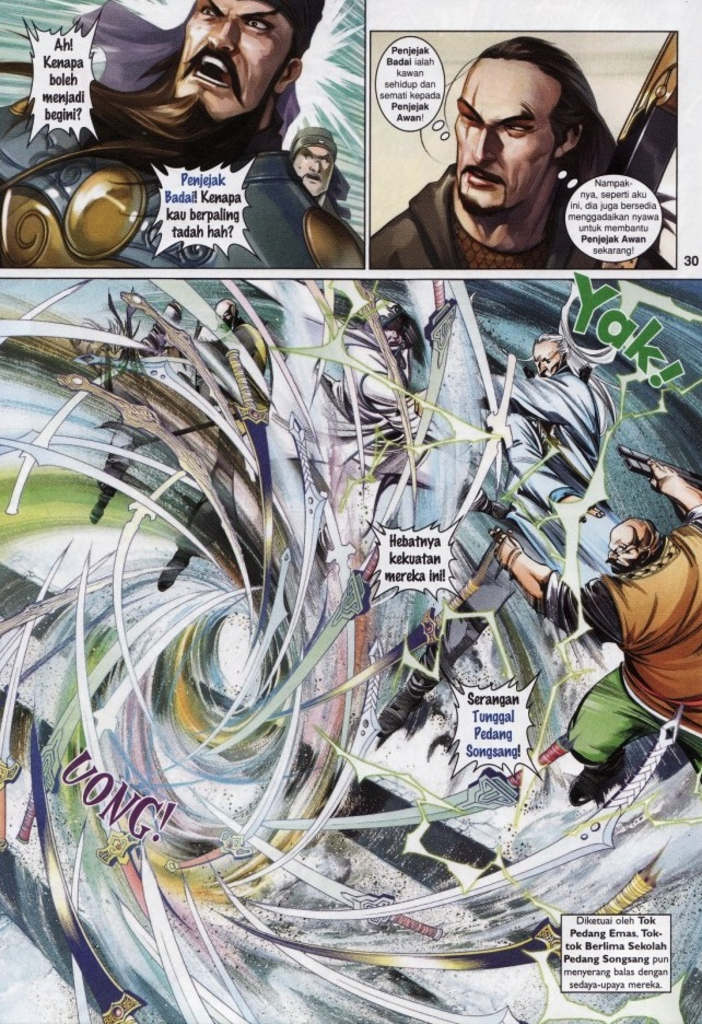 Ah!
Kenapa
boleh
menjadi
begini?
Penjejak
Badai! Kenapa
kau berpaling
tadah hah?
Penjejak
Badai ialah
kawan
sehidup dan
semati kepada
Penjejak
Awan!
Nampak-
nya, seperti aku
ini, dia juga bersedia
menggadaikan nyawa
untuk membantu
Penjejak Awan
sekarang!
30
Yak!
Hebatnya
kekuatan
mereka ini!
Serangan
Tunggal
Pedang
Songsang!
UONG!
Diketuai oleh Tok
Pedang Emas, Tok-
tok Berlima Sekolah
Pedang Songsang pun
menyerang balas dengan
sedaya-upaya mereka.